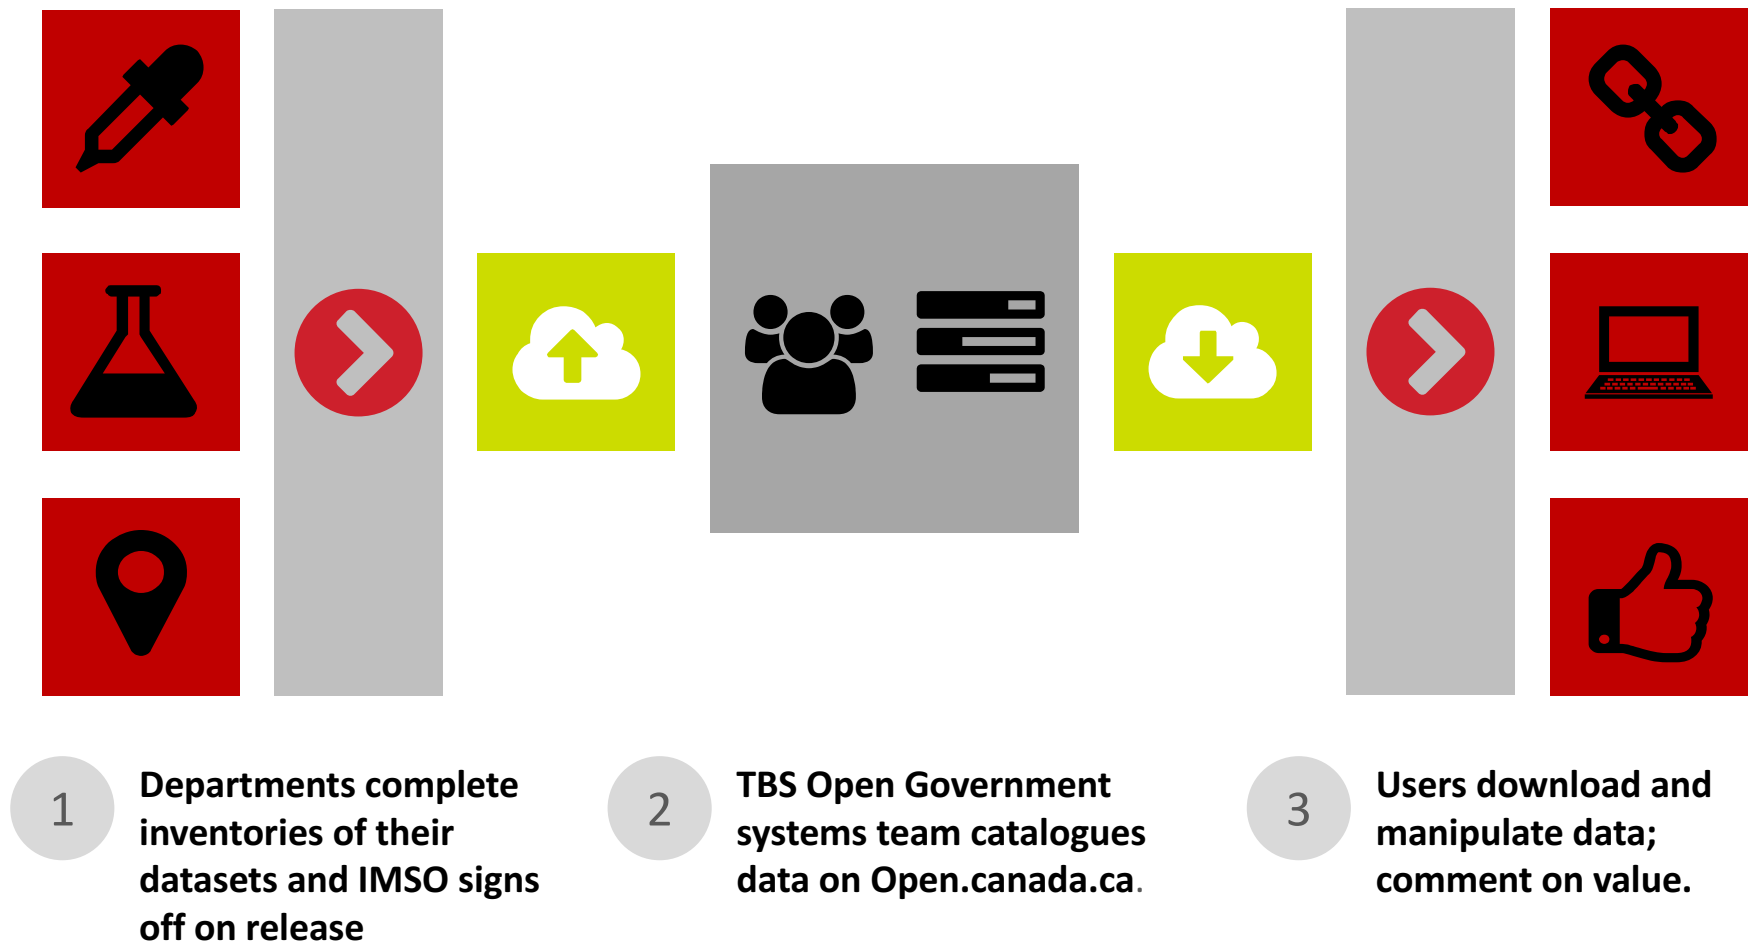 1
Departments complete
inventories of their
datasets and IMSO signs
off on release
2
TBS Open Government
systems team catalogues
data on Open.canada.ca.
3
Users download and
manipulate data;
comment on value.